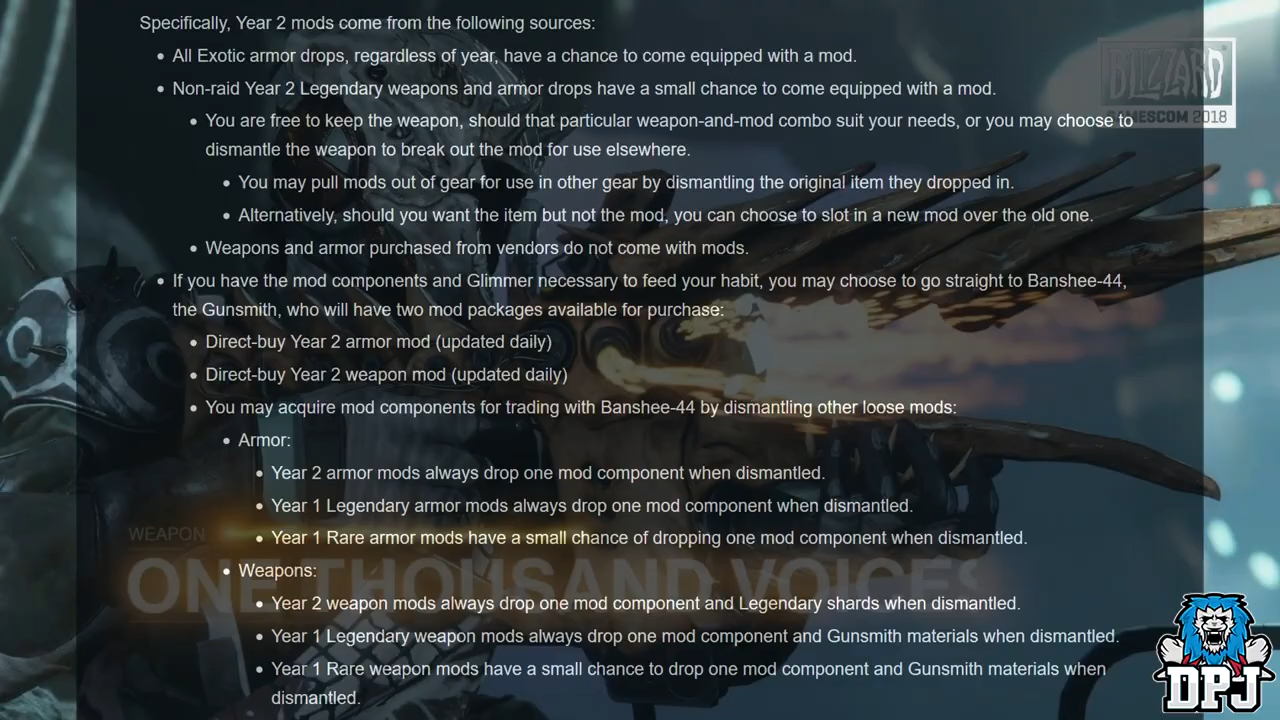 Specifically, Year 2 mods come from the following sources:
All Exotic armor drops, regardless of year, have a chance to come equipped with a mod.
BLIZZARD
Non-raid Year 2 Legendary weapons and armor drops have a small chance to come equipped with a mod.
GAMESCOM 2018
You are free to keep the weapon, should that particular weapon-and-mod combo suit your needs, or you may choose to
dismantle the weapon to break out the mod for use elsewhere.
You may pull mods out of gear for use in other gear by dismantling the original item they dropped in.
Alternatively, should you want the item but not the mod, you can choose to slot in a new mod over the old one.
Weapons and armor purchased from vendors do not come with mods.
If you have the mod components and Glimmer necessary to feed your habit, you may choose to go straight to Banshee-44,
the Gunsmith, who will have two mod packages available for purchase:
Direct-buy Year 2 armor mod (updated daily)
Direct-buy Year 2 weapon mod (updated daily)
You may acquire mod components for trading with Banshee-44 by dismantling other loose mods:
Armor:
Year 2 armor mods always drop one mod component when dismantled.
Year 1 Legendary armor mods always drop one mod component when dismantled.
WEAPON
Year 1 Rare armor mods have a small chance of dropping one mod component when dismantled.
ONE THOUSAND VOICES
Weapons:
Year 2 weapon mods always drop one mod component and Legendary shards when dismantled.
Year 1 Legendary weapon mods always drop one mod component and Gunsmith materials when dismantled.
Year 1 Rare weapon mods have a small chance to drop one mod component and Gunsmith materials when
dismantled.
DPJ